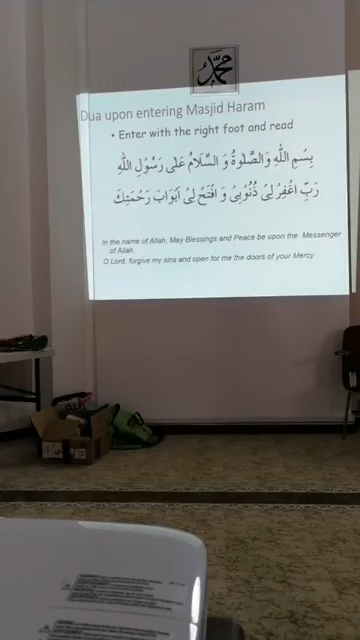 محمد
Dua upon entering Masjid Haram
• Enter with the right foot and read
بِسْمِ اللّٰهِ وَالصَّلٰوةُ وَ السَّلَامُ عَلٰى رَسُوْلِ اللّٰهِ
رَبِّ اغْفِرْ لِىْ ذُنُوْبِىْ وَ افْتَحْ لِىْ اَبْوَابَ رَحْمَتِكَ
In the name of Allah, May Blessings and Peace be upon the Messenger
of Allah.
O Lord, forgive my sins and open for me the doors of your Mercy